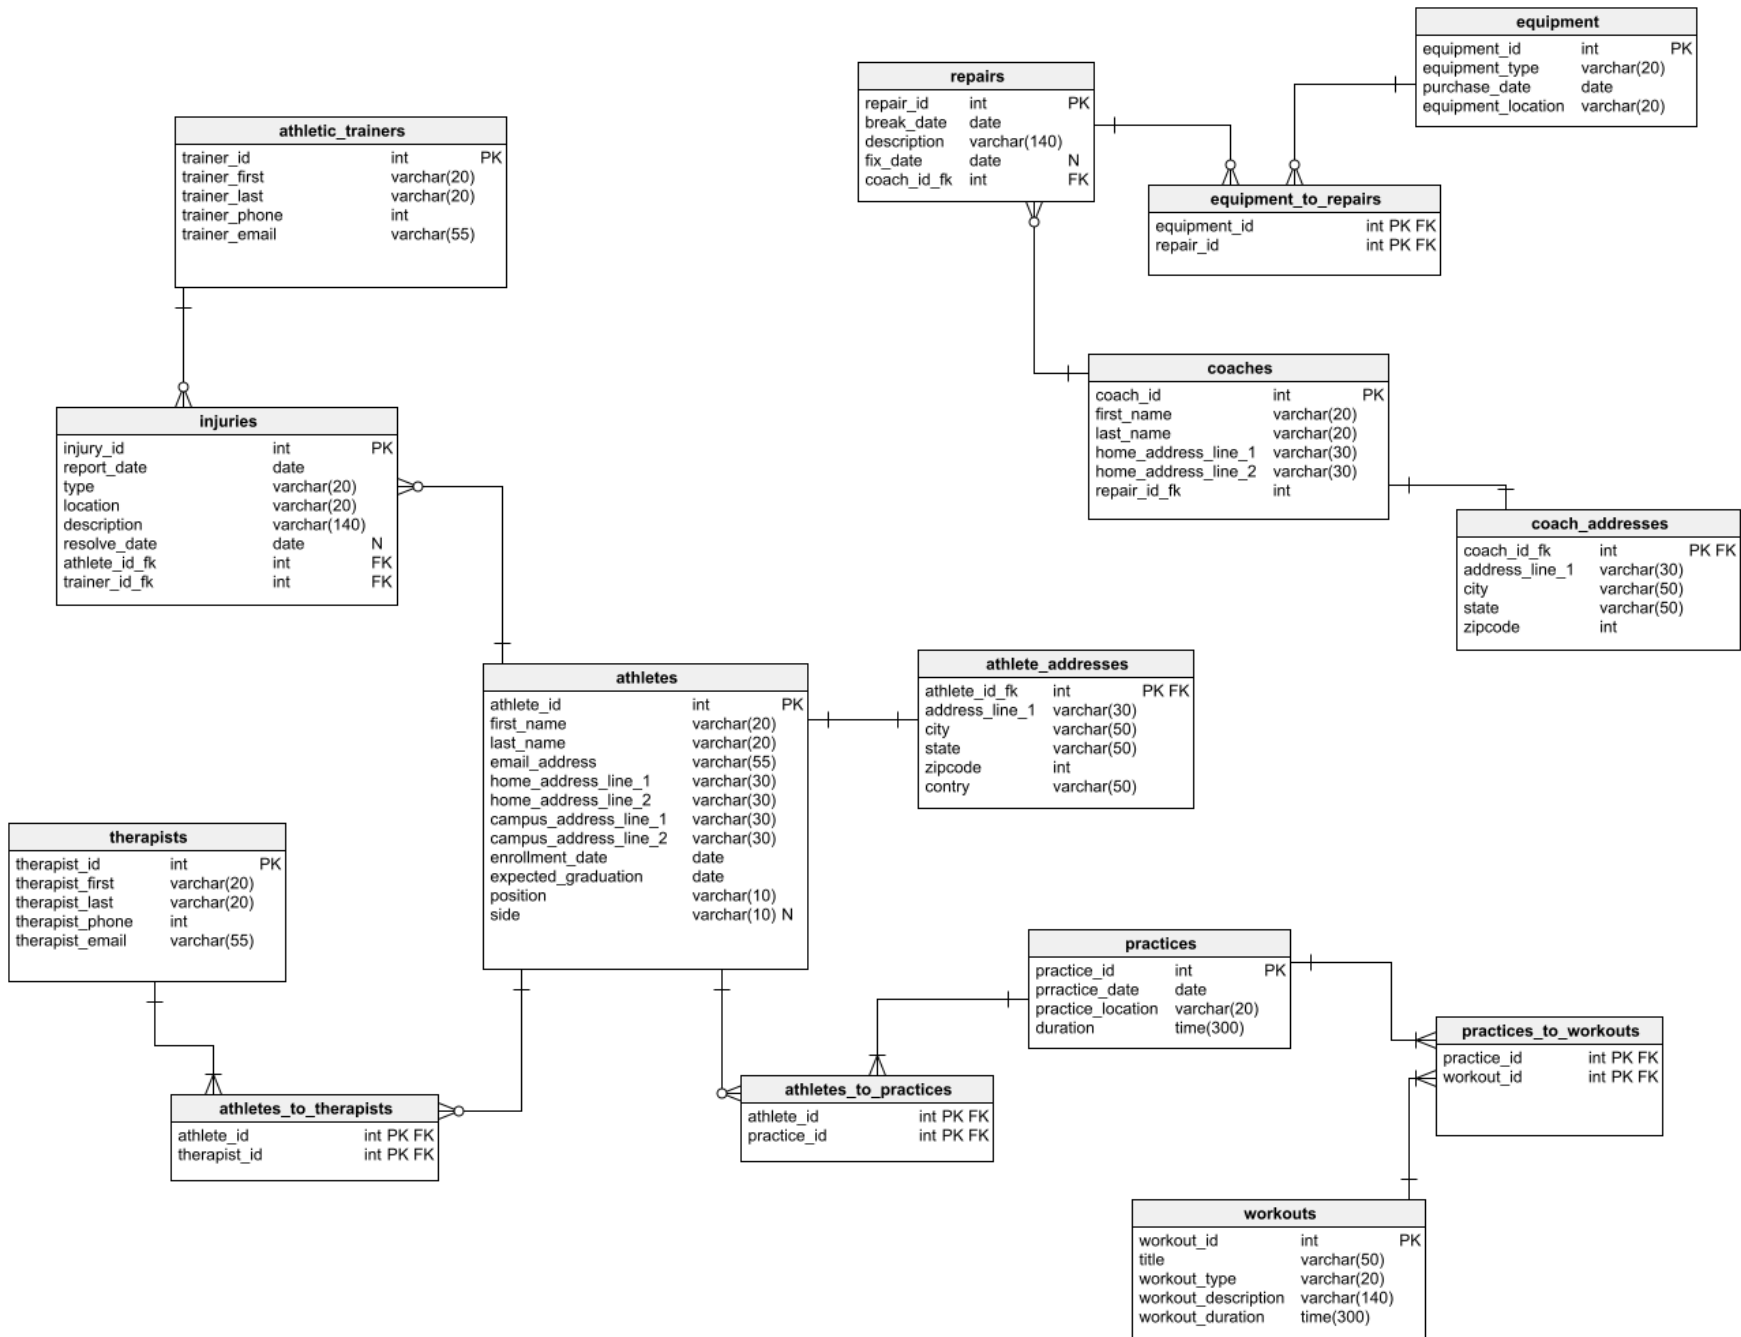 equipment
equipment_id int PK
equipment_type varchar(20)
purchase_date date
equipment_location varchar(20)
repairs
repair_id int PK
break_date date
description varchar(140)
fix_date date N
coach_id_fk int FK
athletic_trainers
trainer_id int PK
trainer_first varchar(20)
trainer_last varchar(20)
trainer_phone int
trainer_email varchar(55)
equipment_to_repairs
equipment_id int PK FK
repair_id int PK FK
coaches
coach_id int PK
first_name varchar(20)
last_name varchar(20)
home_address_line_1 varchar(30)
home_address_line_2 varchar(30)
repair_id_fk int
injuries
injury_id int PK
report_date date
type varchar(20)
location varchar(20)
description varchar(140)
resolve_date date N
athlete_id_fk int FK
trainer_id_fk int FK
coach_addresses
coach_id_fk int PK FK
address_line_1 varchar(30)
city varchar(50)
state varchar(50)
zipcode int
athletes
athlete_id int PK
first_name varchar(20)
last_name varchar(20)
email_address varchar(55)
home_address_line_1 varchar(30)
home_address_line_2 varchar(30)
campus_address_line_1 varchar(30)
campus_address_line_2 varchar(30)
enrollment_date date
expected_graduation date
position varchar(10)
side varchar(10) N
athlete_addresses
athlete_id_fk int PK FK
address_line_1 varchar(30)
city varchar(50)
state varchar(50)
zipcode int
contry varchar(50)
therapists
therapist_id int PK
therapist_first varchar(20)
therapist_last varchar(20)
therapist_phone int
therapist_email varchar(55)
practices
practice_id int PK
prractice_date date
practice_location varchar(20)
duration time(300)
practices_to_workouts
practice_id int PK FK
workout_id int PK FK
athletes_to_therapists
athlete_id int PK FK
therapist_id int PK FK
athletes_to_practices
athlete_id int PK FK
practice_id int PK FK
workouts
workout_id int PK
title varchar(50)
workout_type varchar(20)
workout_description varchar(140)
workout_duration time(300)